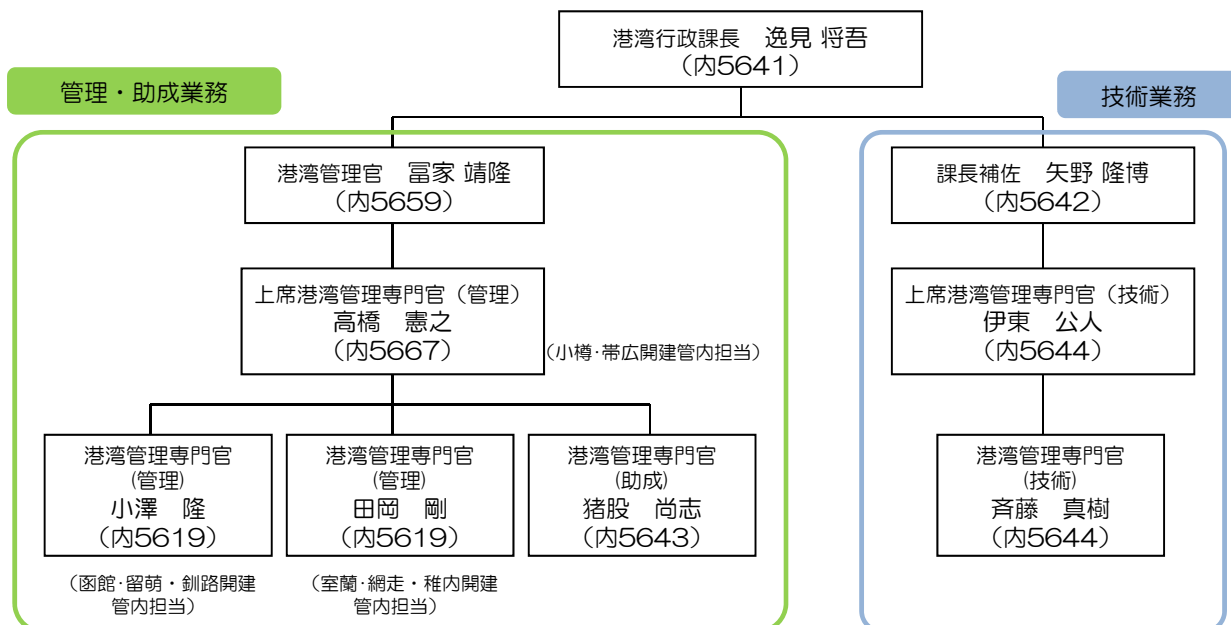 港湾行政課長　逸見 将吾
（内5641）
管理・助成業務
技術業務
港湾管理官　冨家 靖隆
（内5659）
課長補佐　矢野 隆博
（内5642）
上席港湾管理専門官（管理）
高橋　憲之
（内5667）
（小樽･帯広開建管内担当）
上席港湾管理専門官（技術）
伊東　公人
（内5644）
港湾管理専門官
(管理)
小澤　隆
（内5619）
（函館･留萌・釧路開建
管内担当）
港湾管理専門官
(管理)
田岡　剛
（内5619）
（室蘭･網走・稚内開建
管内担当）
港湾管理専門官
(助成)
猪股　尚志
（内5643）
港湾管理専門官
(技術)
斉藤　真樹
（内5644）